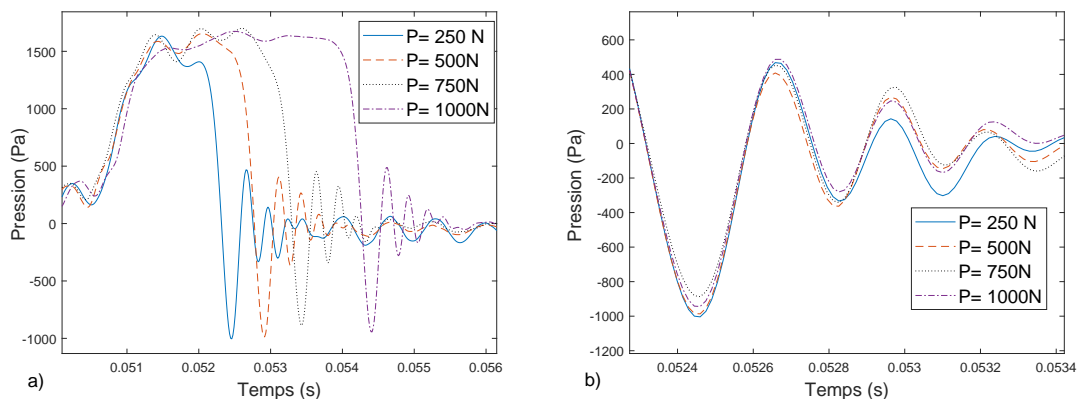 1500
1000
500
0
-500
-1000
Pression (Pa)
P= 250 N
P= 500N
P= 750N
P= 1000N
0.051
0.052
0.053
0.054
0.055
0.056
Temps (s)
a)
600
400
200
0
-200
-400
-600
-800
-1000
-1200
Pression (Pa)
P= 250 N
P= 500N
P= 750N
P= 1000N
0.0524
0.0526
0.0528
0.053
0.0532
0.0534
Temps (s)
b)